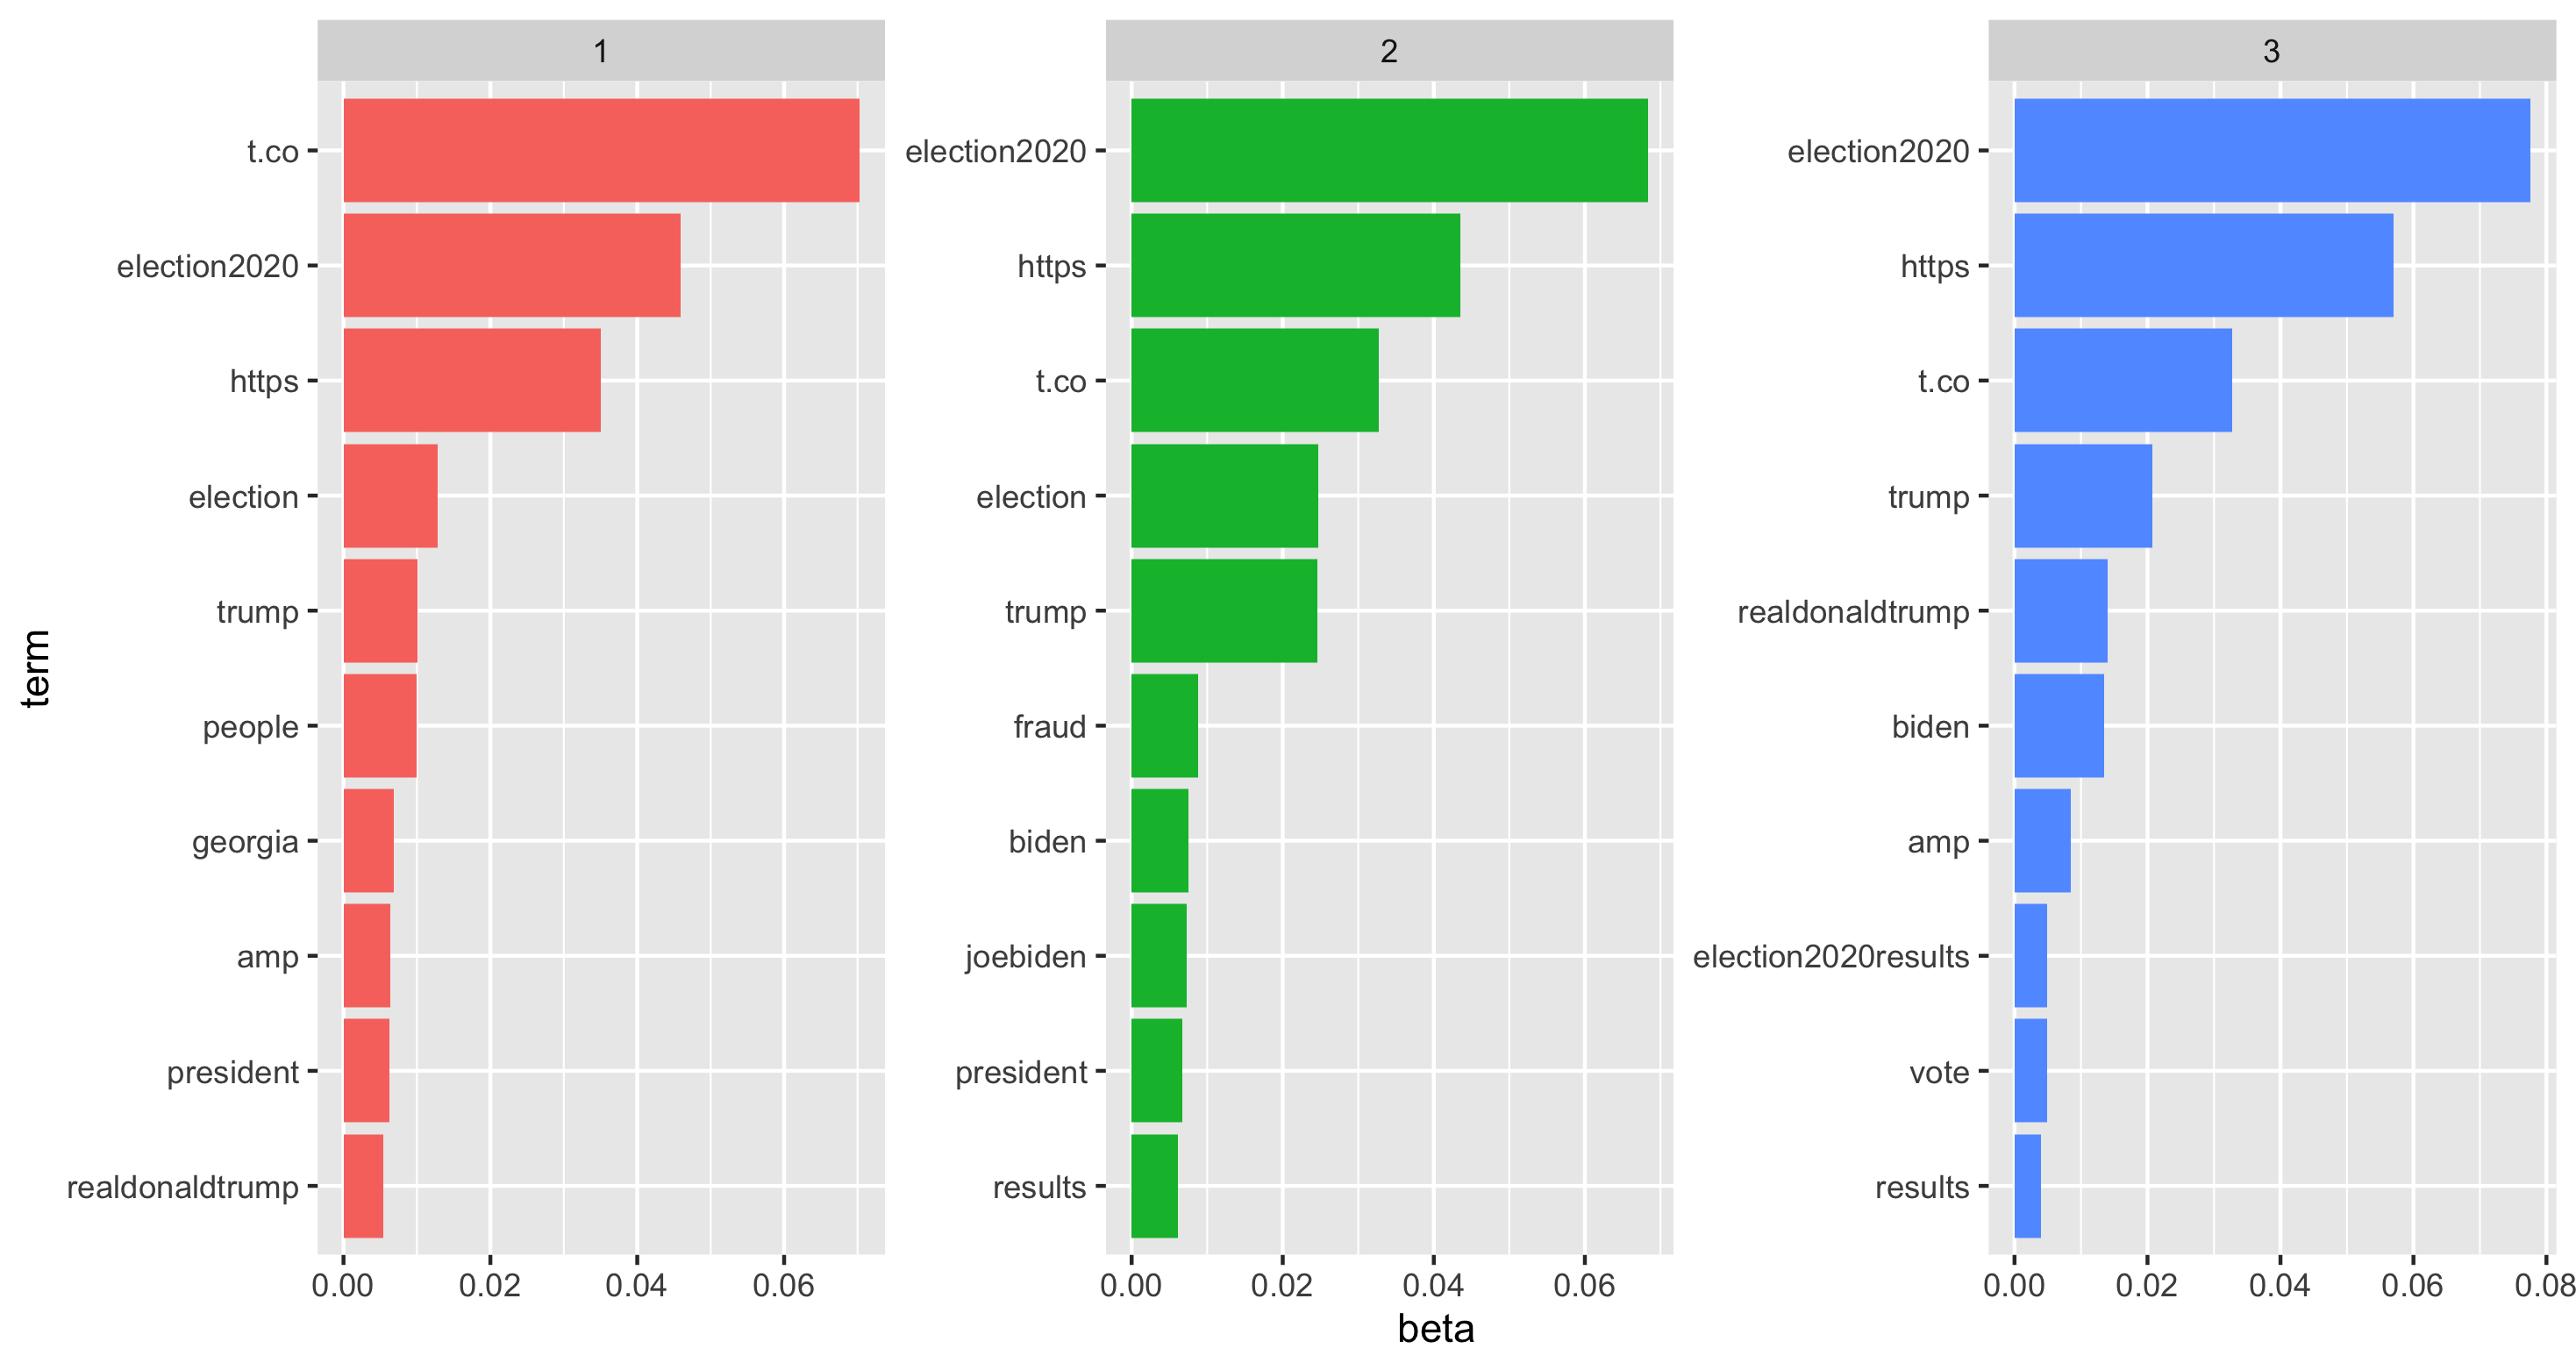 term
1
t.co
election2020
https
election
trump
people
georgia
amp
president
realdonaldtrump
0.00 0.02 0.04 0.06
2
election2020
https
t.co
election
trump
fraud
biden
joebiden
president
results
0.00 0.02 0.04 0.06
3
election2020
https
t.co
trump
realdonaldtrump
biden
amp
election2020results
vote
results
0.00 0.02 0.04 0.06 0.08
beta